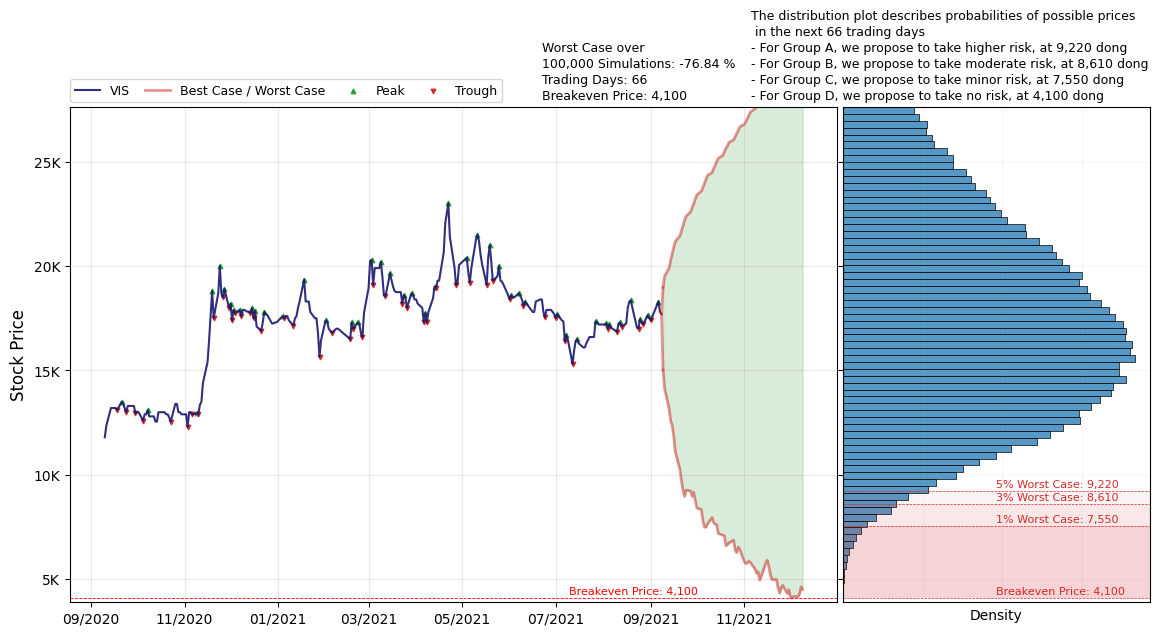 The distribution plot describes probabilities of possible prices
in the next 66 trading days
- For Group A, we propose to take higher risk, at 9,220 dong
- For Group B, we propose to take moderate risk, at 8,610 dong
- For Group C, we propose to take minor risk, at 7,550 dong
- For Group D, we propose to take no risk, at 4,100 dong
Worst Case over
100,000 Simulations: -76.84 %
Trading Days: 66
Breakeven Price: 4,100
VIS Best Case / Worst Case Peak Trough
Stock Price
25K
20K
15K
10K
5K
Breakeven Price: 4,100
09/2020 11/2020 01/2021 03/2021 05/2021 07/2021 09/2021 11/2021
5% Worst Case: 9,220
3% Worst Case: 8,610
1% Worst Case: 7,550
Breakeven Price: 4,100
Density